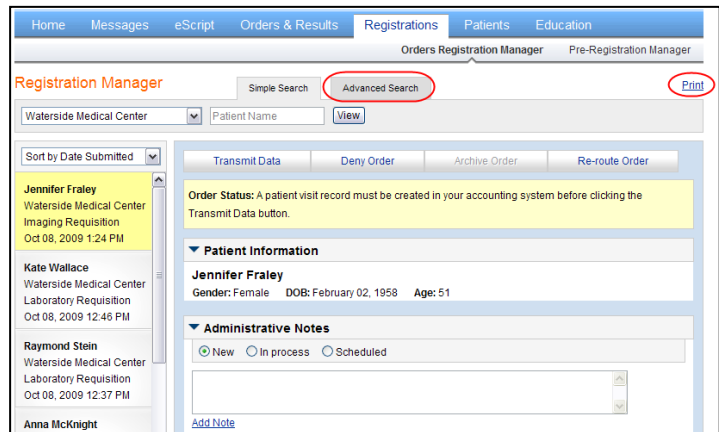 Home Messages eScript Orders & Results Registrations Patients Education
Orders Registration Manager Pre-Registration Manager
Registration Manager
Simple Search Advanced Search Print
Waterside Medical Center Patient Name View
Sort by Date Submitted
Jennifer Fraley
Waterside Medical Center
Imaging Requisition
Oct 08, 2009 1:24 PM
Kate Wallace
Waterside Medical Center
Laboratory Requisition
Oct 08, 2009 12:46 PM
Raymond Stein
Waterside Medical Center
Laboratory Requisition
Oct 08, 2009 12:37 PM
Anna McKnight
Transmit Data Deny Order Archive Order Re-route Order
Order Status: A patient visit record must be created in your accounting system before clicking the
Transmit Data button.
Patient Information
Jennifer Fraley
Gender: Female DOB: February 02, 1958 Age: 51
Administrative Notes
New In process Scheduled
Add Note